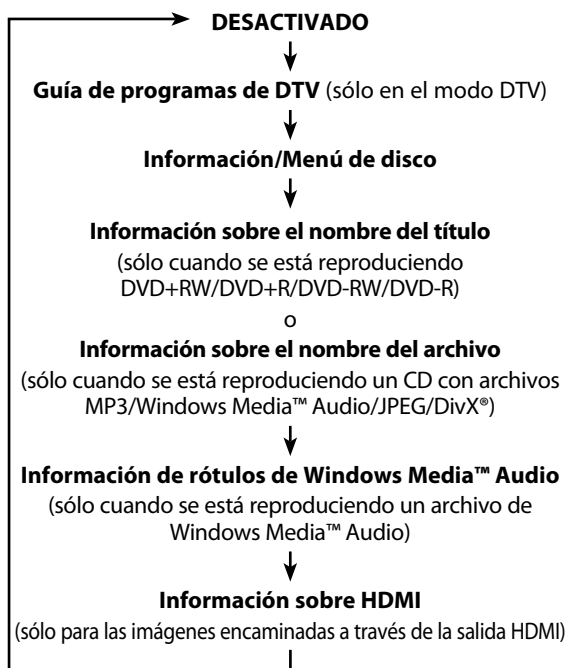 DESACTIVADO
Guía de programas de DTV (sólo en el modo DTV)
Información/Menú de disco
Información sobre el nombre del título
(sólo cuando se está reproduciendo
DVD+RW/DVD+R/DVD-RW/DVD-R)
o
Información sobre el nombre del archivo
(sólo cuando se está reproduciendo un CD con archivos
MP3/Windows Media™ Audio/JPEG/DivX®)
Información de rótulos de Windows Media™ Audio
(sólo cuando se está reproduciendo un archivo de
Windows Media™ Audio)
Información sobre HDMI
(sólo para las imágenes encaminadas a través de la salida HDMI)